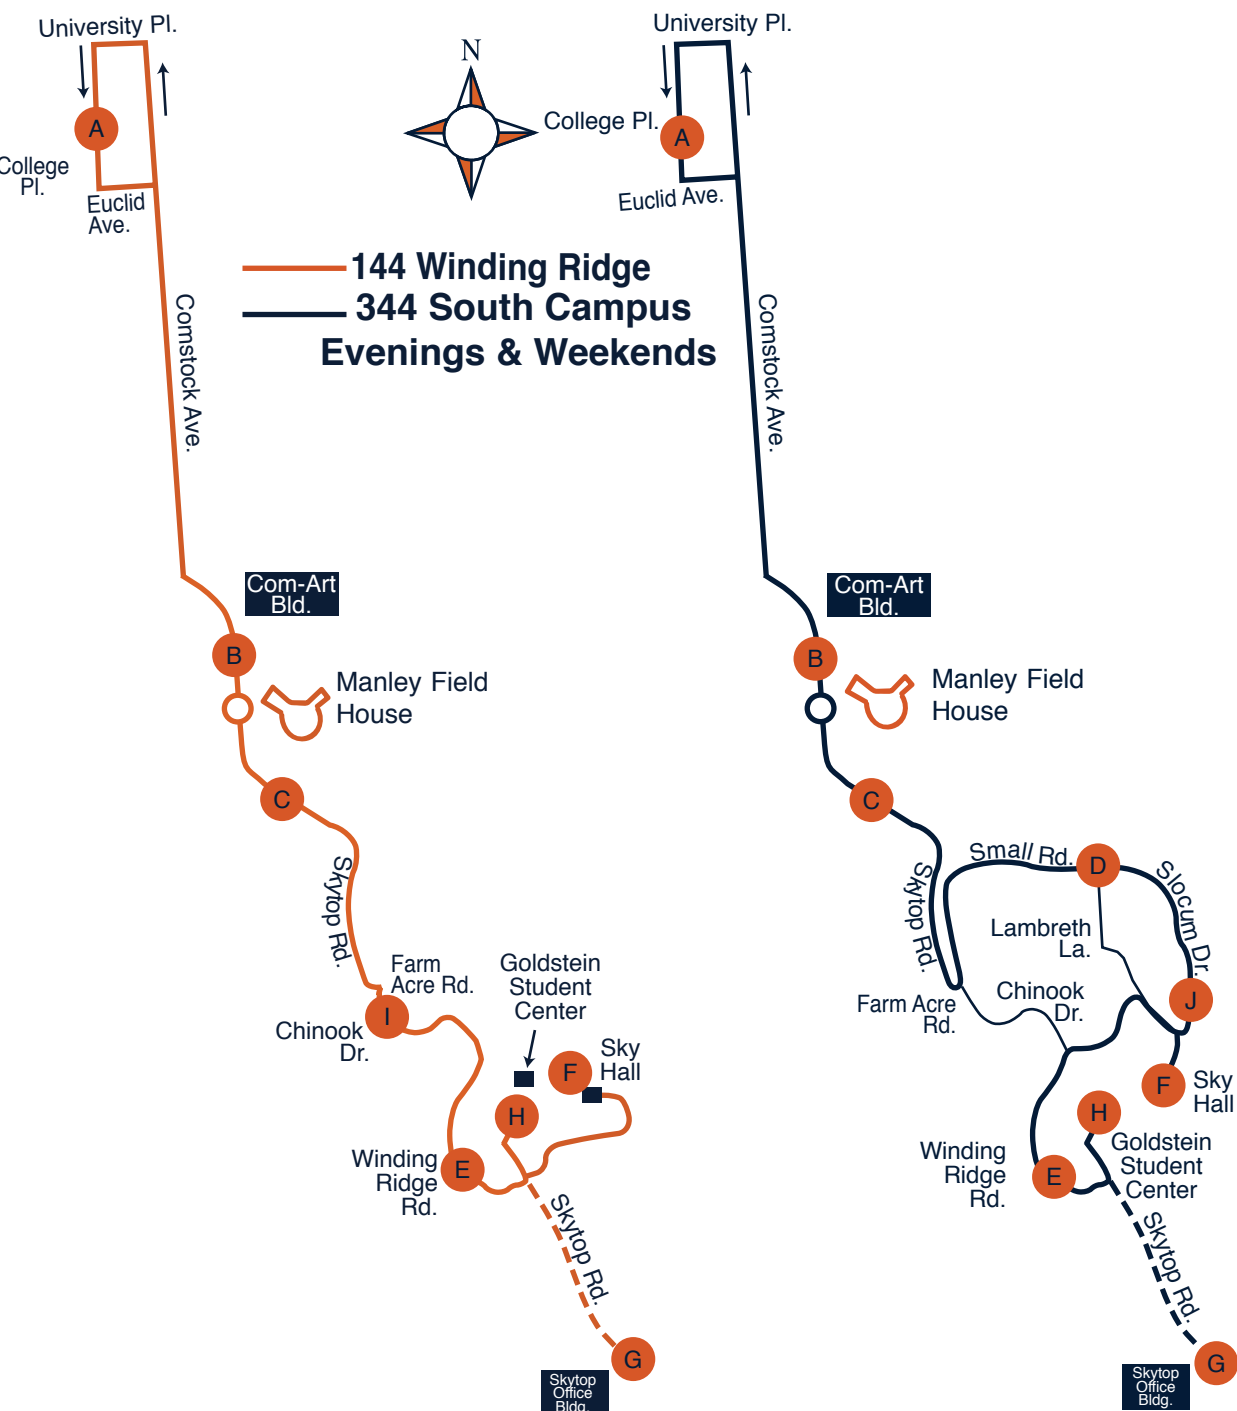 University Pl.
A
College
Pl.
Euclid
Ave.
N
University Pl.
College Pl.
A
Euclid Ave.
144 Winding Ridge
344 South Campus
Evenings & Weekends
Comstock Ave.
Comstock Ave.
Com-Art
Bld.
B
Manley Field
House
C
Skytop Rd.
Farm
Acre Rd.
I
Chinook
Dr.
Goldstein
Student
Center
F
Sky
Hall
H
Winding
Ridge
Rd.
E
Skytop Rd.
G
Skytop
Office
Bldg.
Com-Art
Bld.
B
Manley Field
House
C
Skytop Rd.
Small Rd.
D
Slocum Dr.
Lambreth
La.
Chinook
Dr.
Farm Acre
Rd.
J
F
Sky
Hall
H
Goldstein
Student
Center
Winding
Ridge
Rd.
E
Skytop Rd.
G
Skytop
Office
Bldg.